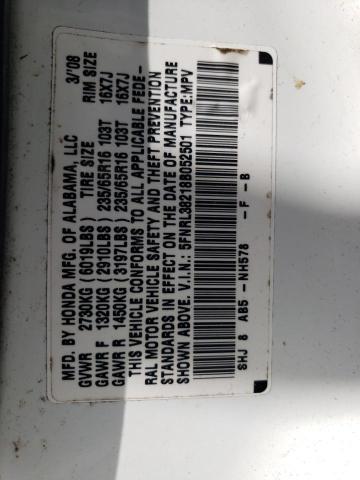 MFD. BY HONDA MFG. OF ALABAMA, LLC 3/'08
GVWR 2730KG (6019LBS) TIRE SIZE RIM SIZE
GAWR F 1320KG (2910LBS) 235/65R16 103T 16X7J
GAWR R 1450KG (3197LBS) 235/65R16 103T 16X7J
THIS VEHICLE CONFORMS TO ALL APPLICABLE FEDE-
RAL MOTOR VEHICLE SAFETY AND THEFT PREVENTION
STANDARDS IN EFFECT ON THE DATE OF MANUFACTURE
SHOWN ABOVE. V.I.N.: 5FNRL38218B052501 TYPE:MPV
SHJ 8 AB5 -NH578 -F -B